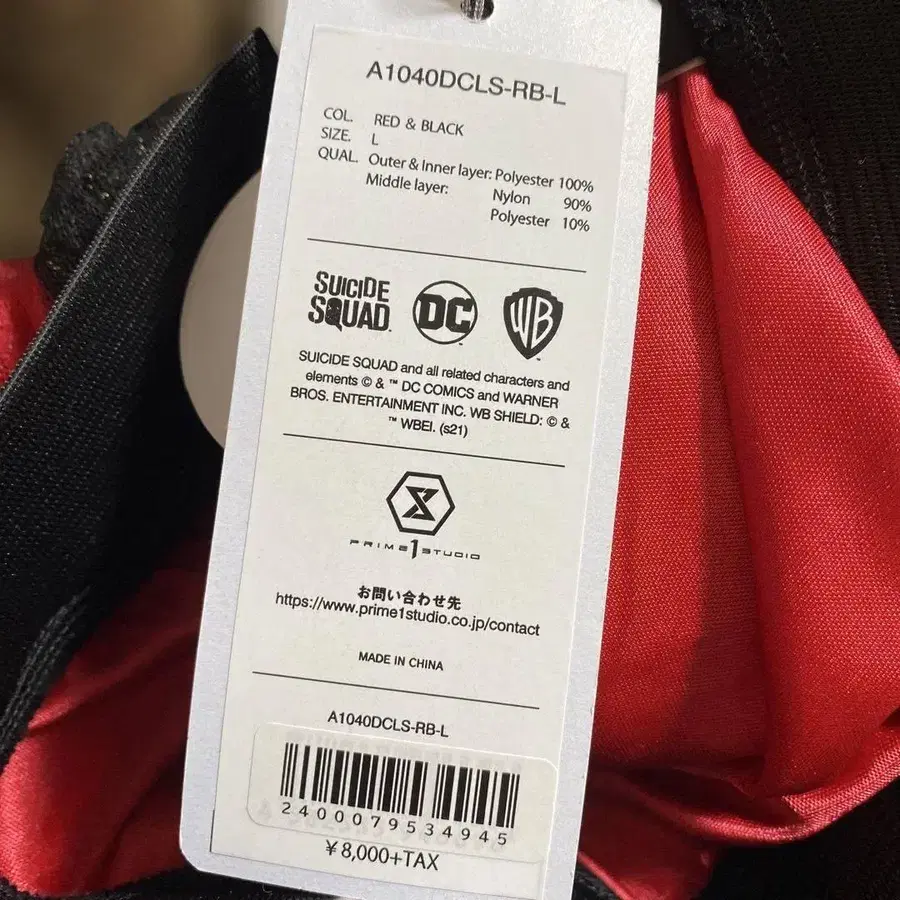 A1040DCLS-RB-L
COL. RED & BLACK
SIZE. L
QUAL. Outer & Inner layer: Polyester 100%
Middle layer: Nylon 90%
Polyester 10%
SUICIDE
SQUAD
DC
WB
SUICIDE SQUAD and all related characters and
elements © & ™ DC COMICS and WARNER
BROS. ENTERTAINMENT INC. WB SHIELD: © &
™ WBEI. (s21)
PRIME 1 STUDIO
お問い合わせ先
https://www.prime1studio.co.jp/contact
MADE IN CHINA
A1040DCLS-RB-L
2400079534945
¥8,000+TAX